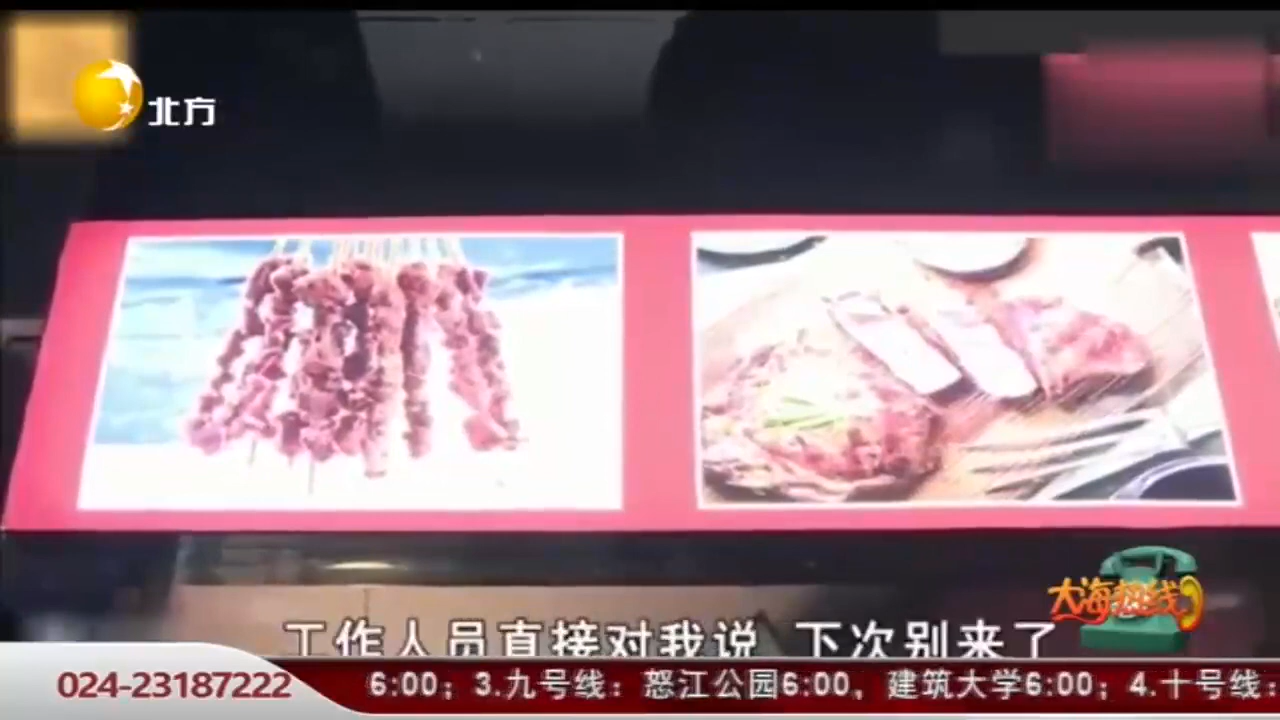 北方
大海热线
工作人员直接对我说 下次别来了
024-23187222
6:00；3.九号线：怒江公园6:00，建筑大学6:00；4.十号线：